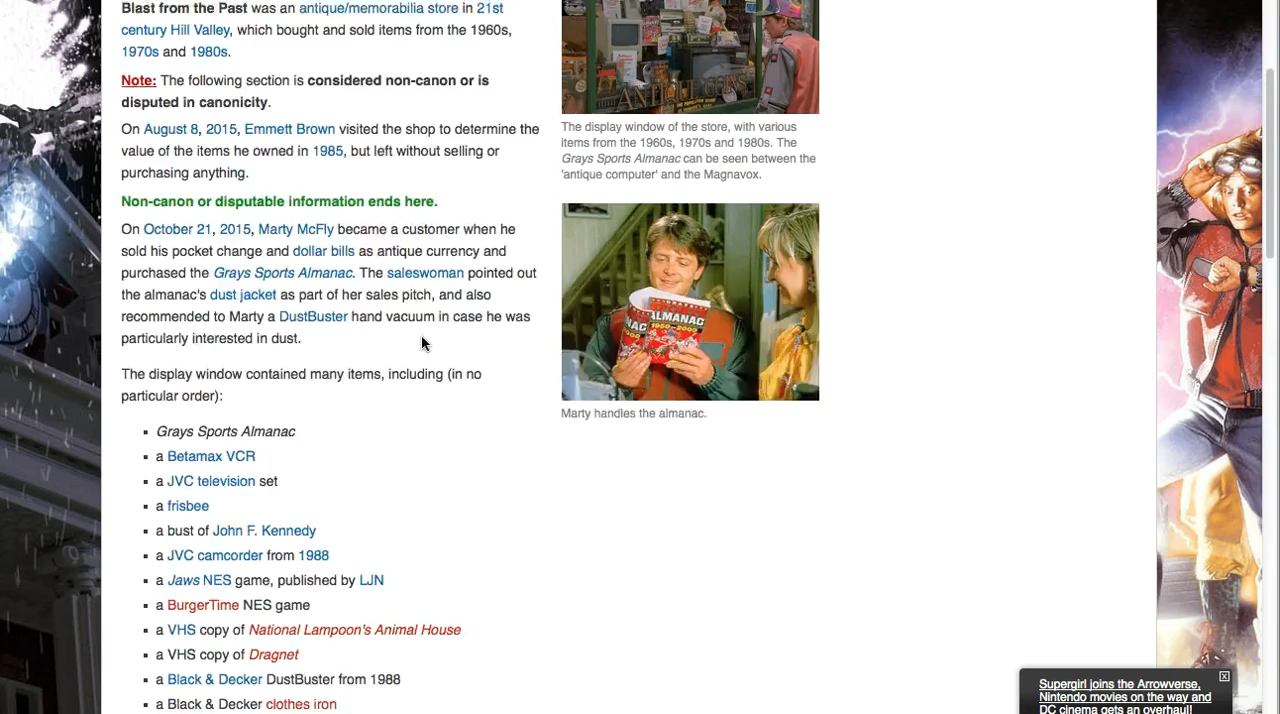 Blast from the Past was an antique/memorabilia store in 21st
century Hill Valley, which bought and sold items from the 1960s,
1970s and 1980s.
Note: The following section is considered non-canon or is
disputed in canonicity.
On August 8, 2015, Emmett Brown visited the shop to determine the
value of the items he owned in 1985, but left without selling or
purchasing anything.
Non-canon or disputable information ends here.
On October 21, 2015, Marty McFly became a customer when he
sold his pocket change and dollar bills as antique currency and
purchased the Grays Sports Almanac. The saleswoman pointed out
the almanac's dust jacket as part of her sales pitch, and also
recommended to Marty a DustBuster hand vacuum in case he was
particularly interested in dust.
The display window contained many items, including (in no
particular order):
▪ Grays Sports Almanac
▪ a Betamax VCR
▪ a JVC television set
▪ a frisbee
▪ a bust of John F. Kennedy
▪ a JVC camcorder from 1988
▪ a Jaws NES game, published by LJN
▪ a BurgerTime NES game
▪ a VHS copy of National Lampoon's Animal House
▪ a VHS copy of Dragnet
▪ a Black & Decker DustBuster from 1988
▪ a Black & Decker clothes iron
The display window of the store, with various
items from the 1960s, 1970s and 1980s. The
Grays Sports Almanac can be seen between the
'antique computer' and the Magnavox.
ALMANAC
1950-2000
Marty handles the almanac.
Supergirl joins the Arrowverse,
Nintendo movies on the way and
DC cinema gets an overhaul!